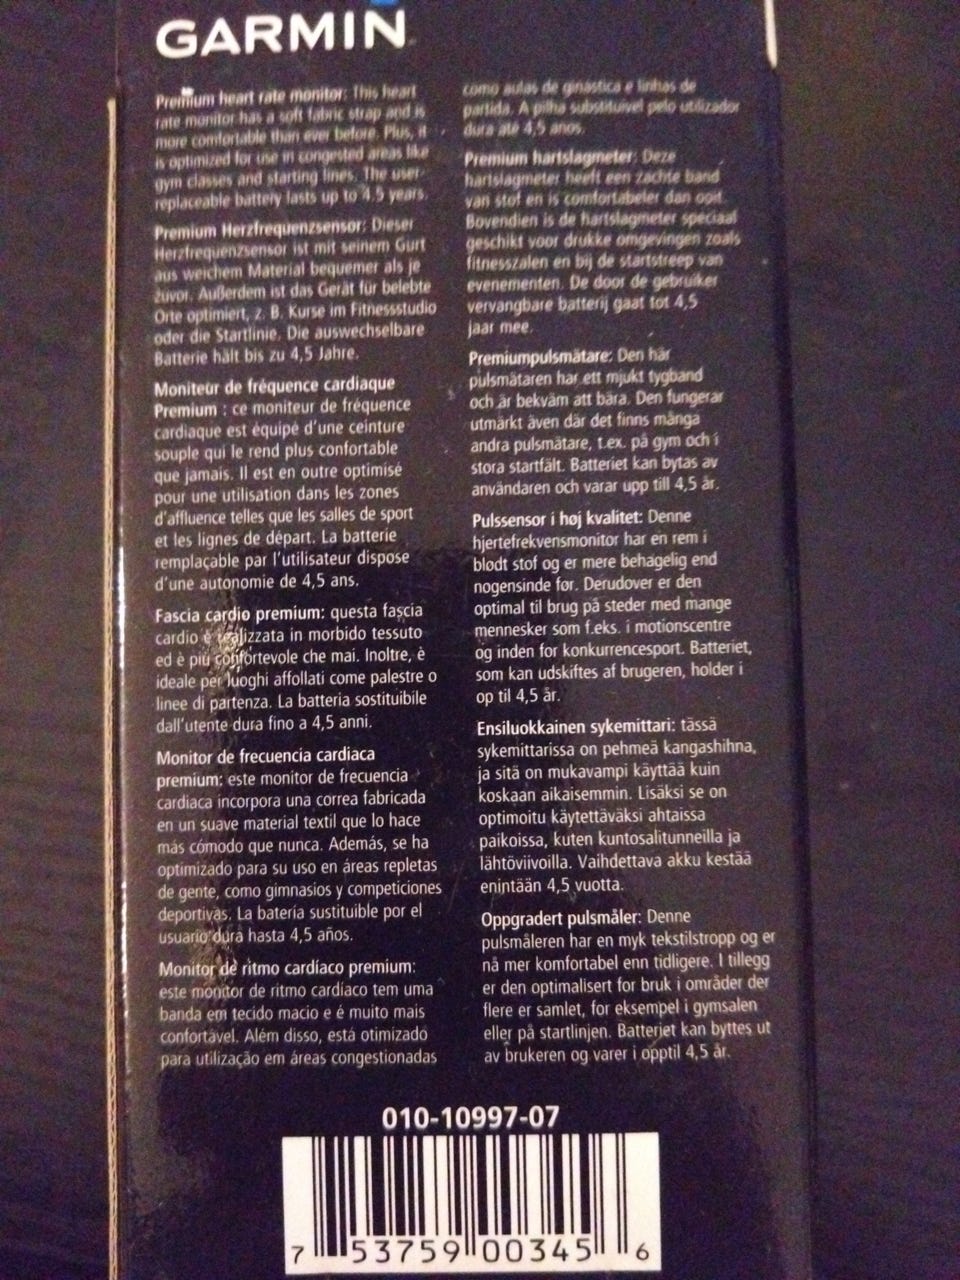 GARMIN
Premium heart rate monitor: This heart
rate monitor has a soft fabric strap and is
more comfortable than ever before. Plus, it
is optimized for use in congested areas like
gym classes and starting lines. The user-
replaceable battery lasts up to 4.5 years.
Premium Herzfrequenzsensor: Dieser
Herzfrequenzsensor ist mit seinem Gurt
aus weichem Material bequemer als je
zuvor. Außerdem ist das Gerät für belebte
Orte optimiert, z. B. Kurse im Fitnessstudio
oder die Startlinie. Die auswechselbare
Batterie hält bis zu 4,5 Jahre.
Moniteur de fréquence cardiaque
Premium : ce moniteur de fréquence
cardiaque est équipé d'une ceinture
souple qui le rend plus confortable
que jamais. Il est en outre optimisé
pour une utilisation dans les zones
d'affluence telles que les salles de sport
et les lignes de départ. La batterie
remplaçable par l'utilisateur dispose
d'une autonomie de 4,5 ans.
Fascia cardio premium: questa fascia
cardio è realizzata in morbido tessuto
ed è più confortevole che mai. Inoltre, è
ideale per luoghi affollati come palestre o
linee di partenza. La batteria sostituibile
dall'utente dura fino a 4,5 anni.
Monitor de frecuencia cardiaca
premium: este monitor de frecuencia
cardiaca incorpora una correa fabricada
en un suave material textil que lo hace
más cómodo que nunca. Además, se ha
optimizado para su uso en áreas repletas
de gente, como gimnasios y competiciones
deportivas. La batería sustituible por el
usuario dura hasta 4,5 años.
Monitor de ritmo cardíaco premium:
este monitor de ritmo cardíaco tem uma
banda em tecido macio e é muito mais
confortável. Além disso, está otimizado
para utilização em áreas congestionadas
como aulas de ginástica e linhas de
partida. A pilha substituível pelo utilizador
dura até 4,5 anos.
Premium hartslagmeter: Deze
hartslagmeter heeft een zachte band
van stof en is comfortabeler dan ooit.
Bovendien is de hartslagmeter speciaal
geschikt voor drukke omgevingen zoals
fitnesszalen en bij de startstreep van
evenementen. De door de gebruiker
vervangbare batterij gaat tot 4,5
jaar mee.
Premiumpulsmätare: Den här
pulsmätaren har ett mjukt tygband
och är bekväm att bära. Den fungerar
utmärkt även där det finns många
andra pulsmätare, t.ex. på gym och i
stora startfält. Batteriet kan bytas av
användaren och varar upp till 4,5 år.
Pulssensor i høj kvalitet: Denne
hjertefrekvensmonitor har en rem i
blødt stof og er mere behagelig end
nogensinde før. Derudover er den
optimal til brug på steder med mange
mennesker som f.eks. i motionscentre
og inden for konkurrencesport. Batteriet,
som kan udskiftes af brugeren, holder i
op til 4,5 år.
Ensiluokkainen sykemittari: tässä
sykemittarissa on pehmeä kangashihna,
ja sitä on mukavampi käyttää kuin
koskaan aikaisemmin. Lisäksi se on
optimoitu käytettäväksi ahtaissa
paikoissa, kuten kuntosalitunneilla ja
lähtöviivoilla. Vaihdettava akku kestää
enintään 4,5 vuotta.
Oppgradert pulsmåler: Denne
pulsmåleren har en myk tekstilstropp og er
nå mer komfortabel enn tidligere. I tillegg
er den optimalisert for bruk i områder der
flere er samlet, for eksempel i gymsalen
eller på startlinjen. Batteriet kan byttes ut
av brukeren og varer i opptil 4,5 år.
010-10997-07
7 53759 00345 6